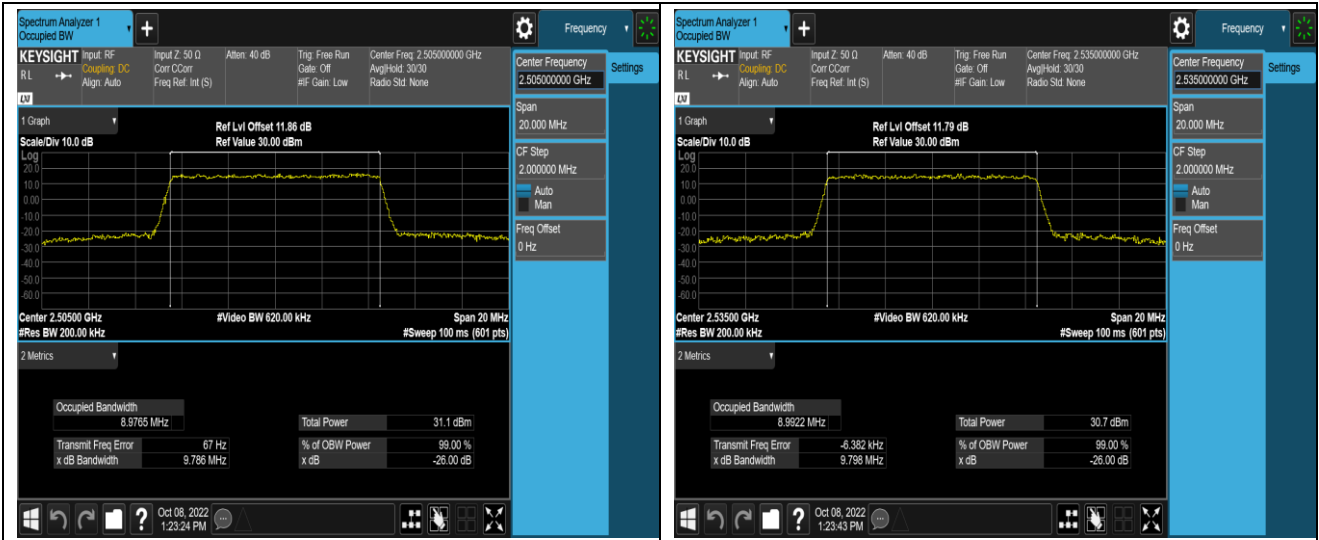 Spectrum Analyzer 1
Occupied BW
Frequency
KEYSIGHT Input: RF Input Z: 50 Ω Atten: 40 dB Trig: Free Run Center Freq: 2.505000000 GHz
Coupling: DC Corr CCorr Gate: Off Avg|Hold: 30/30
RL Align: Auto Freq Ref: Int (S) #IF Gain: Low Radio Std: None
LXI
Center Frequency
2.505000000 GHz
Settings
Span
20.000 MHz
CF Step
2.000000 MHz
Auto
Man
Freq Offset
0 Hz
1 Graph
Ref Lvl Offset 11.86 dB
Scale/Div 10.0 dB Ref Value 30.00 dBm
Log
20.0
10.0
0.00
-10.0
-20.0
-30.0
-40.0
-50.0
-60.0
Center 2.50500 GHz #Video BW 620.00 kHz Span 20 MHz
#Res BW 200.00 kHz #Sweep 100 ms (601 pts)
2 Metrics
Occupied Bandwidth
8.9765 MHz Total Power 31.1 dBm
Transmit Freq Error 67 Hz % of OBW Power 99.00 %
x dB Bandwidth 9.786 MHz x dB -26.00 dB
Oct 08, 2022
1:23:24 PM
Spectrum Analyzer 1
Occupied BW
Frequency
KEYSIGHT Input: RF Input Z: 50 Ω Atten: 40 dB Trig: Free Run Center Freq: 2.535000000 GHz
Coupling: DC Corr CCorr Gate: Off Avg|Hold: 30/30
RL Align: Auto Freq Ref: Int (S) #IF Gain: Low Radio Std: None
LXI
Center Frequency
2.535000000 GHz
Settings
Span
20.000 MHz
CF Step
2.000000 MHz
Auto
Man
Freq Offset
0 Hz
1 Graph
Ref Lvl Offset 11.79 dB
Scale/Div 10.0 dB Ref Value 30.00 dBm
Log
20.0
10.0
0.00
-10.0
-20.0
-30.0
-40.0
-50.0
-60.0
Center 2.53500 GHz #Video BW 620.00 kHz Span 20 MHz
#Res BW 200.00 kHz #Sweep 100 ms (601 pts)
2 Metrics
Occupied Bandwidth
8.9922 MHz Total Power 30.7 dBm
Transmit Freq Error -6.382 kHz % of OBW Power 99.00 %
x dB Bandwidth 9.798 MHz x dB -26.00 dB
Oct 08, 2022
1:23:43 PM